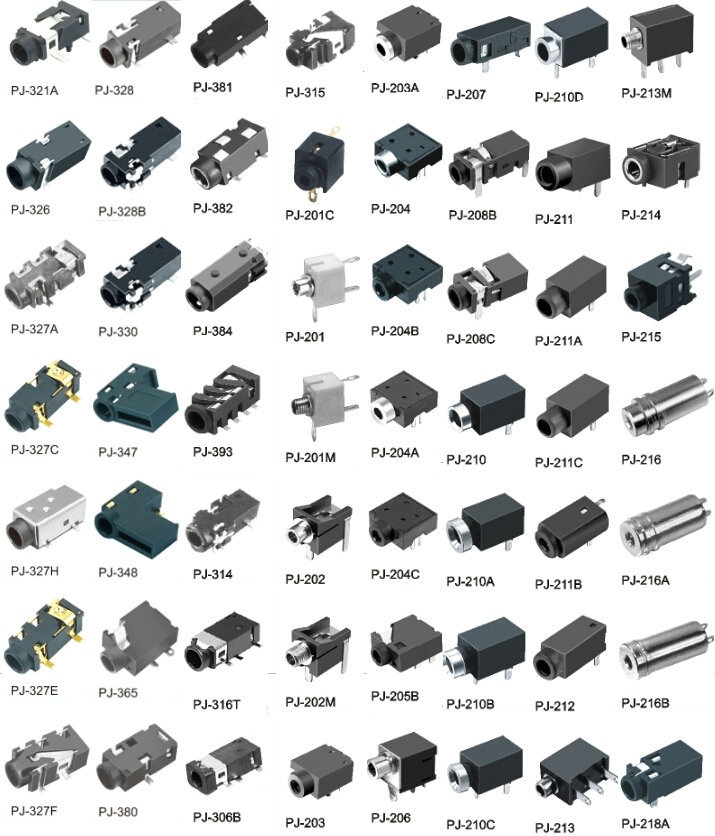 PJ-321A PJ-328 PJ-381 PJ-315 PJ-203A PJ-207 PJ-210D PJ-213M
PJ-326 PJ-328B PJ-382 PJ-201C PJ-204 PJ-208B PJ-211 PJ-214
PJ-327A PJ-330 PJ-384 PJ-201 PJ-204B PJ-208C PJ-211A PJ-215
PJ-327C PJ-347 PJ-393 PJ-201M PJ-204A PJ-210 PJ-211C PJ-216
PJ-327H PJ-348 PJ-314 PJ-202 PJ-204C PJ-210A PJ-211B PJ-216A
PJ-327E PJ-365 PJ-316T PJ-202M PJ-205B PJ-210B PJ-212 PJ-216B
PJ-327F PJ-380 PJ-306B PJ-203 PJ-206 PJ-210C PJ-213 PJ-218A